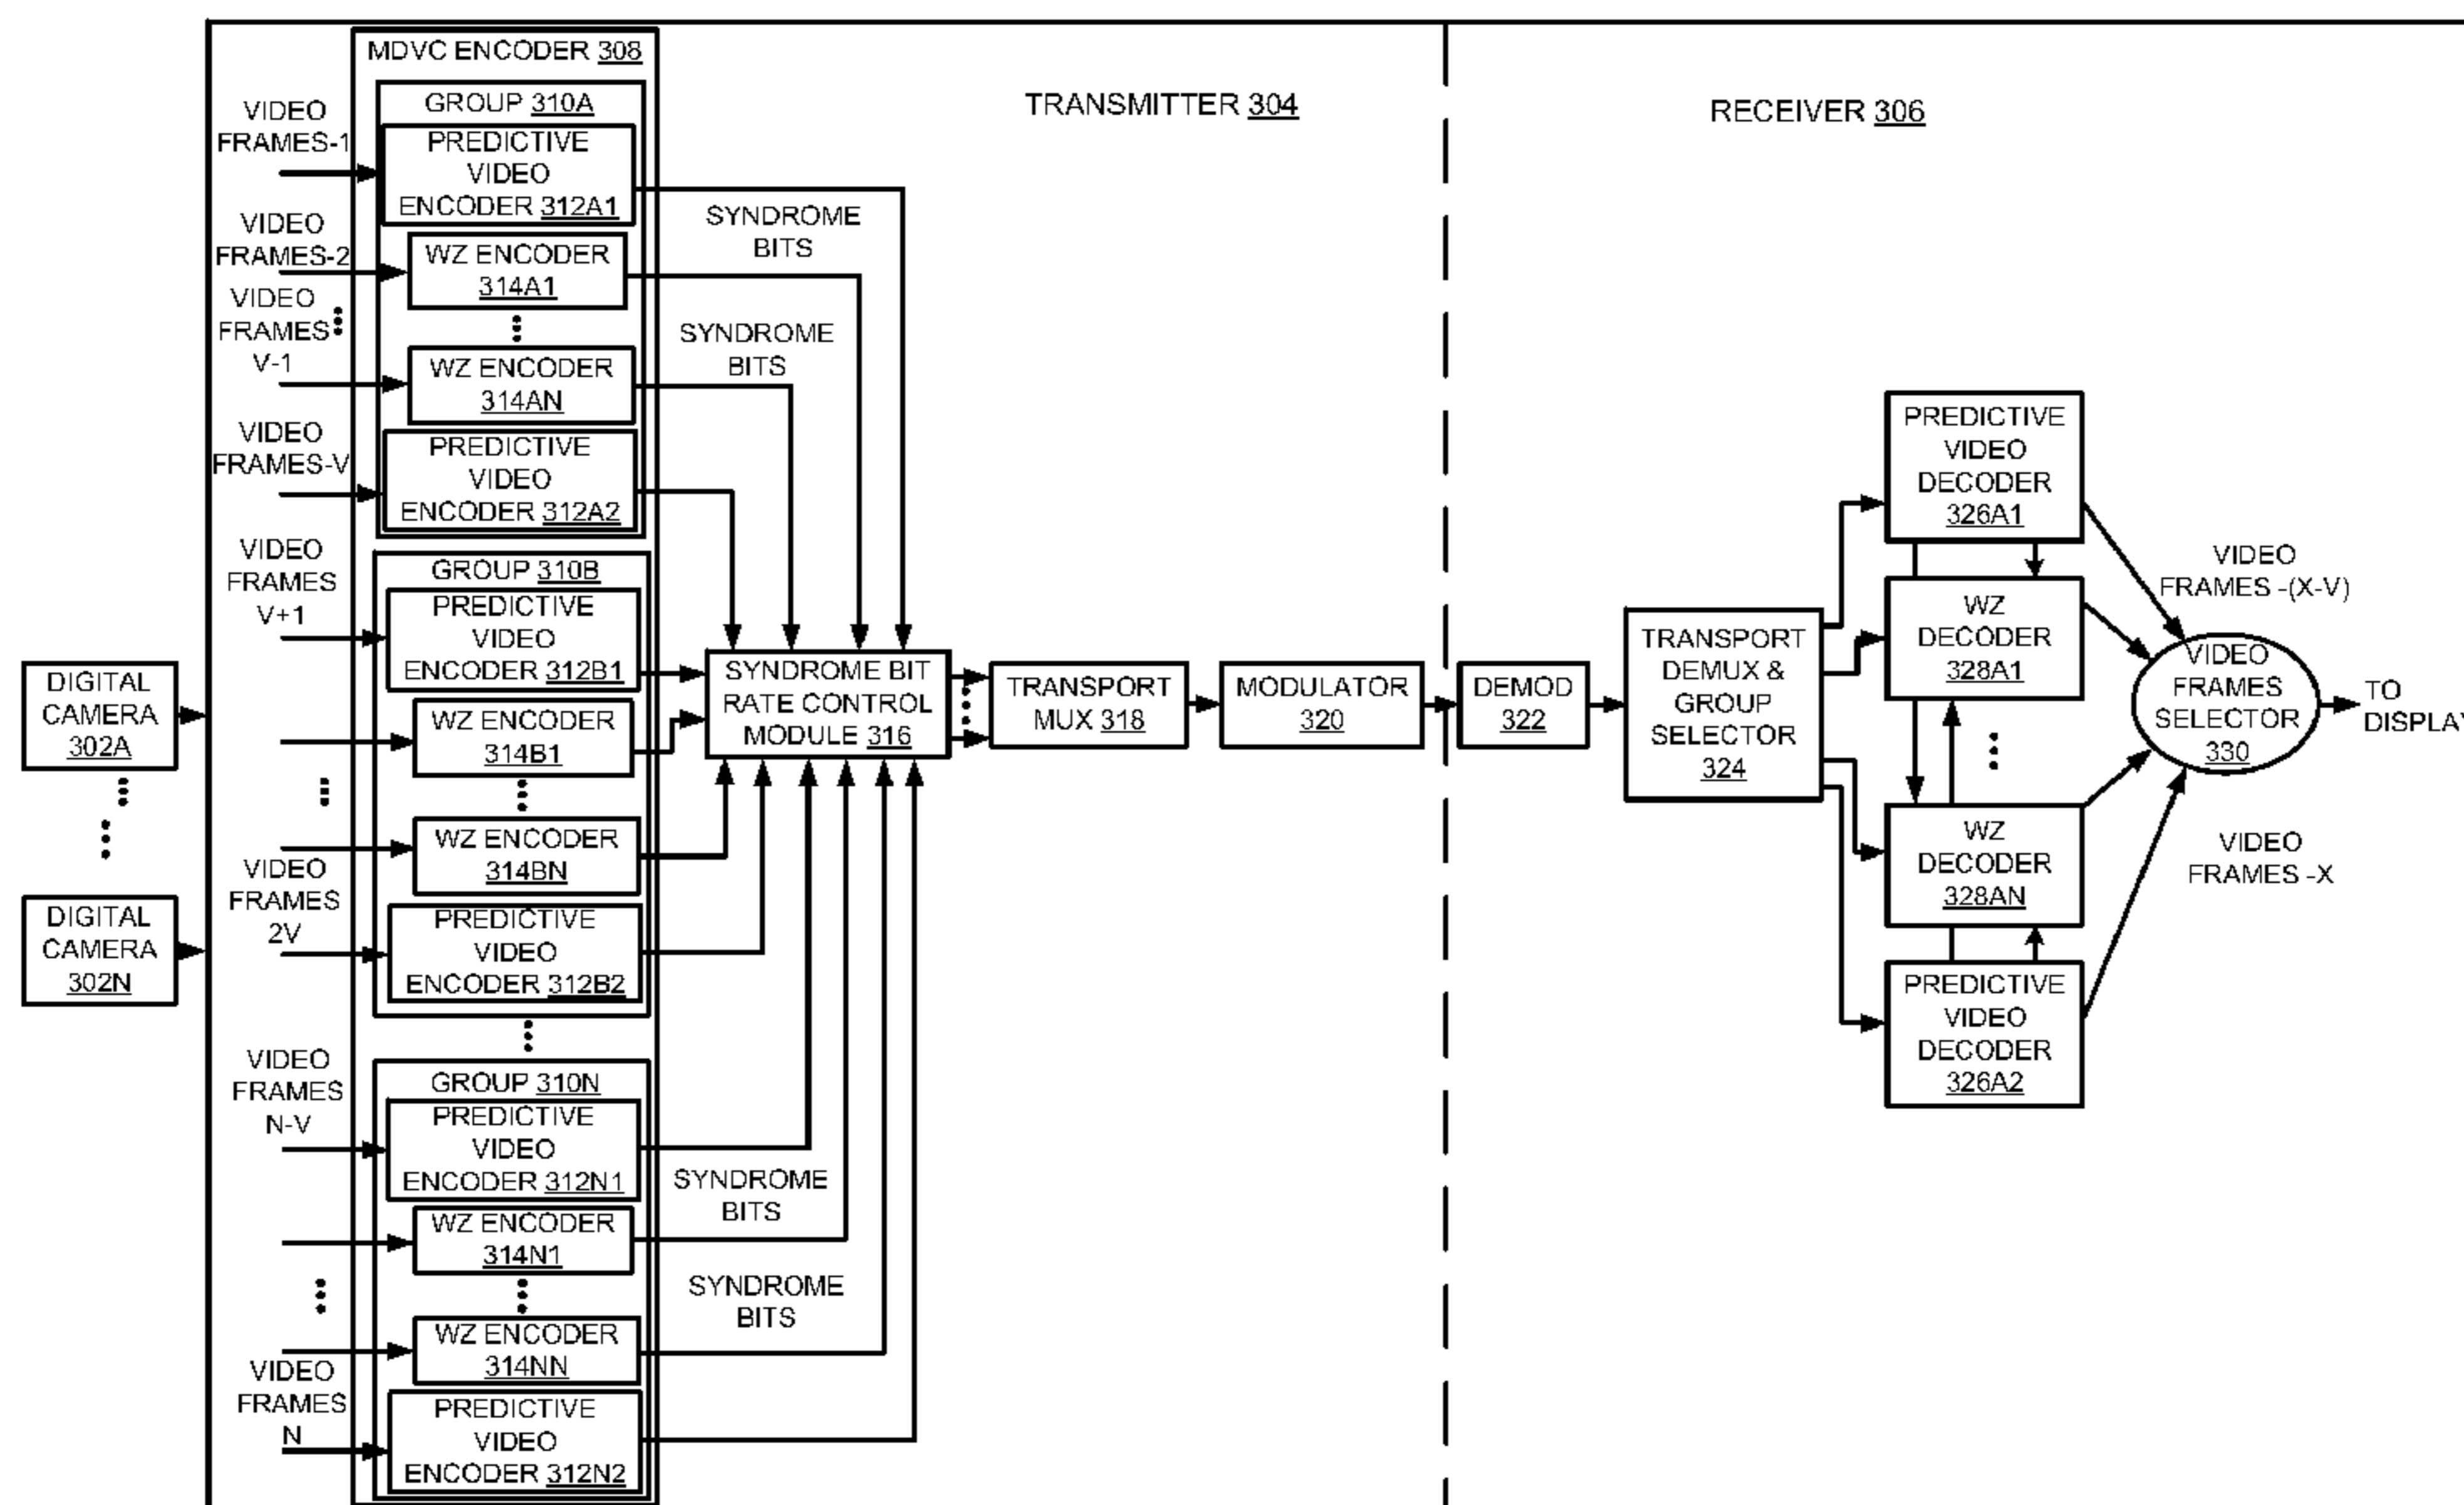 MDVC ENCODER 308
GROUP 310A
VIDEO
FRAMES-1
PREDICTIVE
VIDEO
ENCODER 312A1
VIDEO
FRAMES-2
WZ ENCODER
314A1
VIDEO
FRAMES
V-1
WZ ENCODER
314AN
VIDEO
FRAMES-V
PREDICTIVE
VIDEO
ENCODER 312A2
SYNDROME
BITS
SYNDROME
BITS
VIDEO
FRAMES
V+1
GROUP 310B
PREDICTIVE
VIDEO
ENCODER 312B1
WZ ENCODER
314B1
WZ ENCODER
314BN
VIDEO
FRAMES
2V
PREDICTIVE
VIDEO
ENCODER 312B2
DIGITAL
CAMERA
302A
DIGITAL
CAMERA
302N
VIDEO
FRAMES
N-V
GROUP 310N
PREDICTIVE
VIDEO
ENCODER 312N1
WZ ENCODER
314N1
WZ ENCODER
314NN
VIDEO
FRAMES
N
PREDICTIVE
VIDEO
ENCODER 312N2
SYNDROME
BITS
SYNDROME
BITS
TRANSMITTER 304
SYNDROME BIT
RATE CONTROL
MODULE 316
TRANSPORT
MUX 318
MODULATOR
320
RECEIVER 306
DEMOD
322
TRANSPORT
DEMUX &
GROUP
SELECTOR
324
PREDICTIVE
VIDEO
DECODER
326A1
WZ
DECODER
328A1
WZ
DECODER
328AN
PREDICTIVE
VIDEO
DECODER
326A2
VIDEO
FRAMES -(X-V)
VIDEO
FRAMES
SELECTOR
330
VIDEO
FRAMES -X
TO
DISPLAY